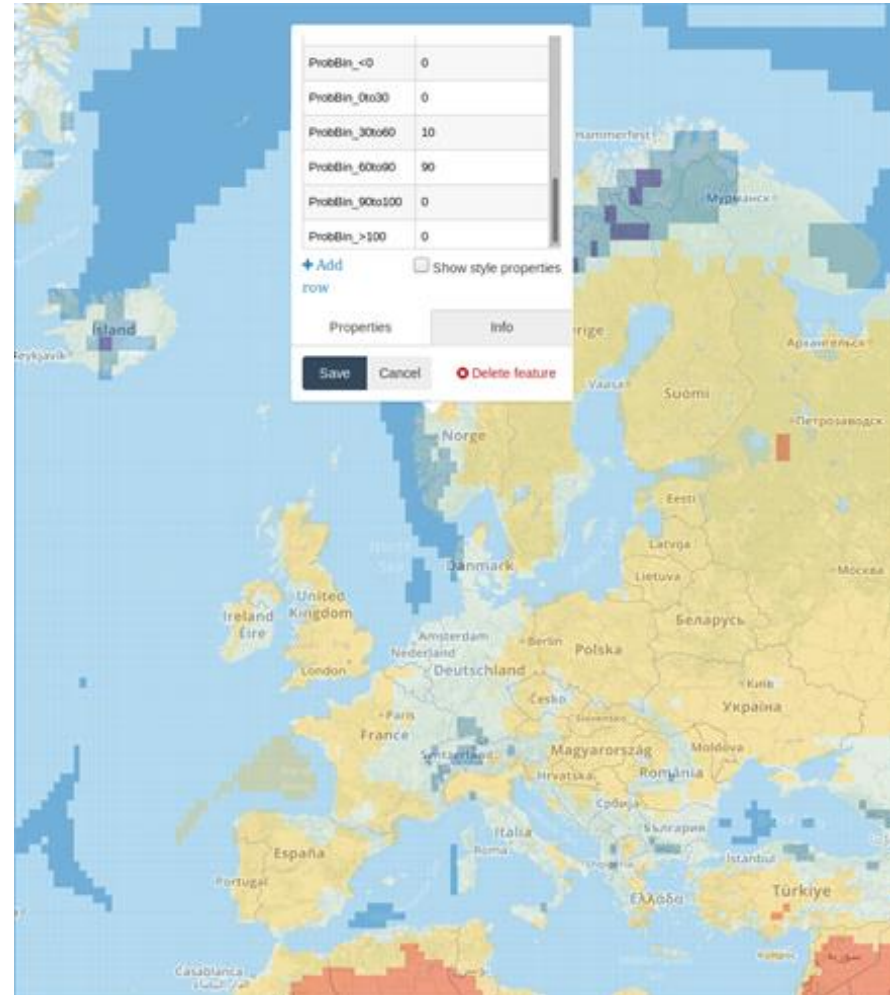 ProbBin_<0 0
ProbBin_0to30 0
ProbBin_30to60 10
ProbBin_60to90 90
ProbBin_90to100 0
ProbBin_>100 0
+ Add row
Show style properties
Properties Info
Save Cancel Delete feature
Hammerfest
Мурманск
Ísland
Reykjavík
Архангельск
Vaasa
Suomi
Петрозаводск
Norge
Eesti
Latvija
Danmark
Lietuva
Москва
United
Kingdom
Ireland
Éire
Беларусь
Amsterdam
Nederland
Berlin
Polska
London
Deutschland
Київ
Česko
Україна
Paris
France
Slovensko
Switzerland
Magyarország
Moldova
Hrvatska
România
Србија
Italia
България
Roma
España
İstanbul
Portugal
Ελλάδα
Türkiye
Casablanca